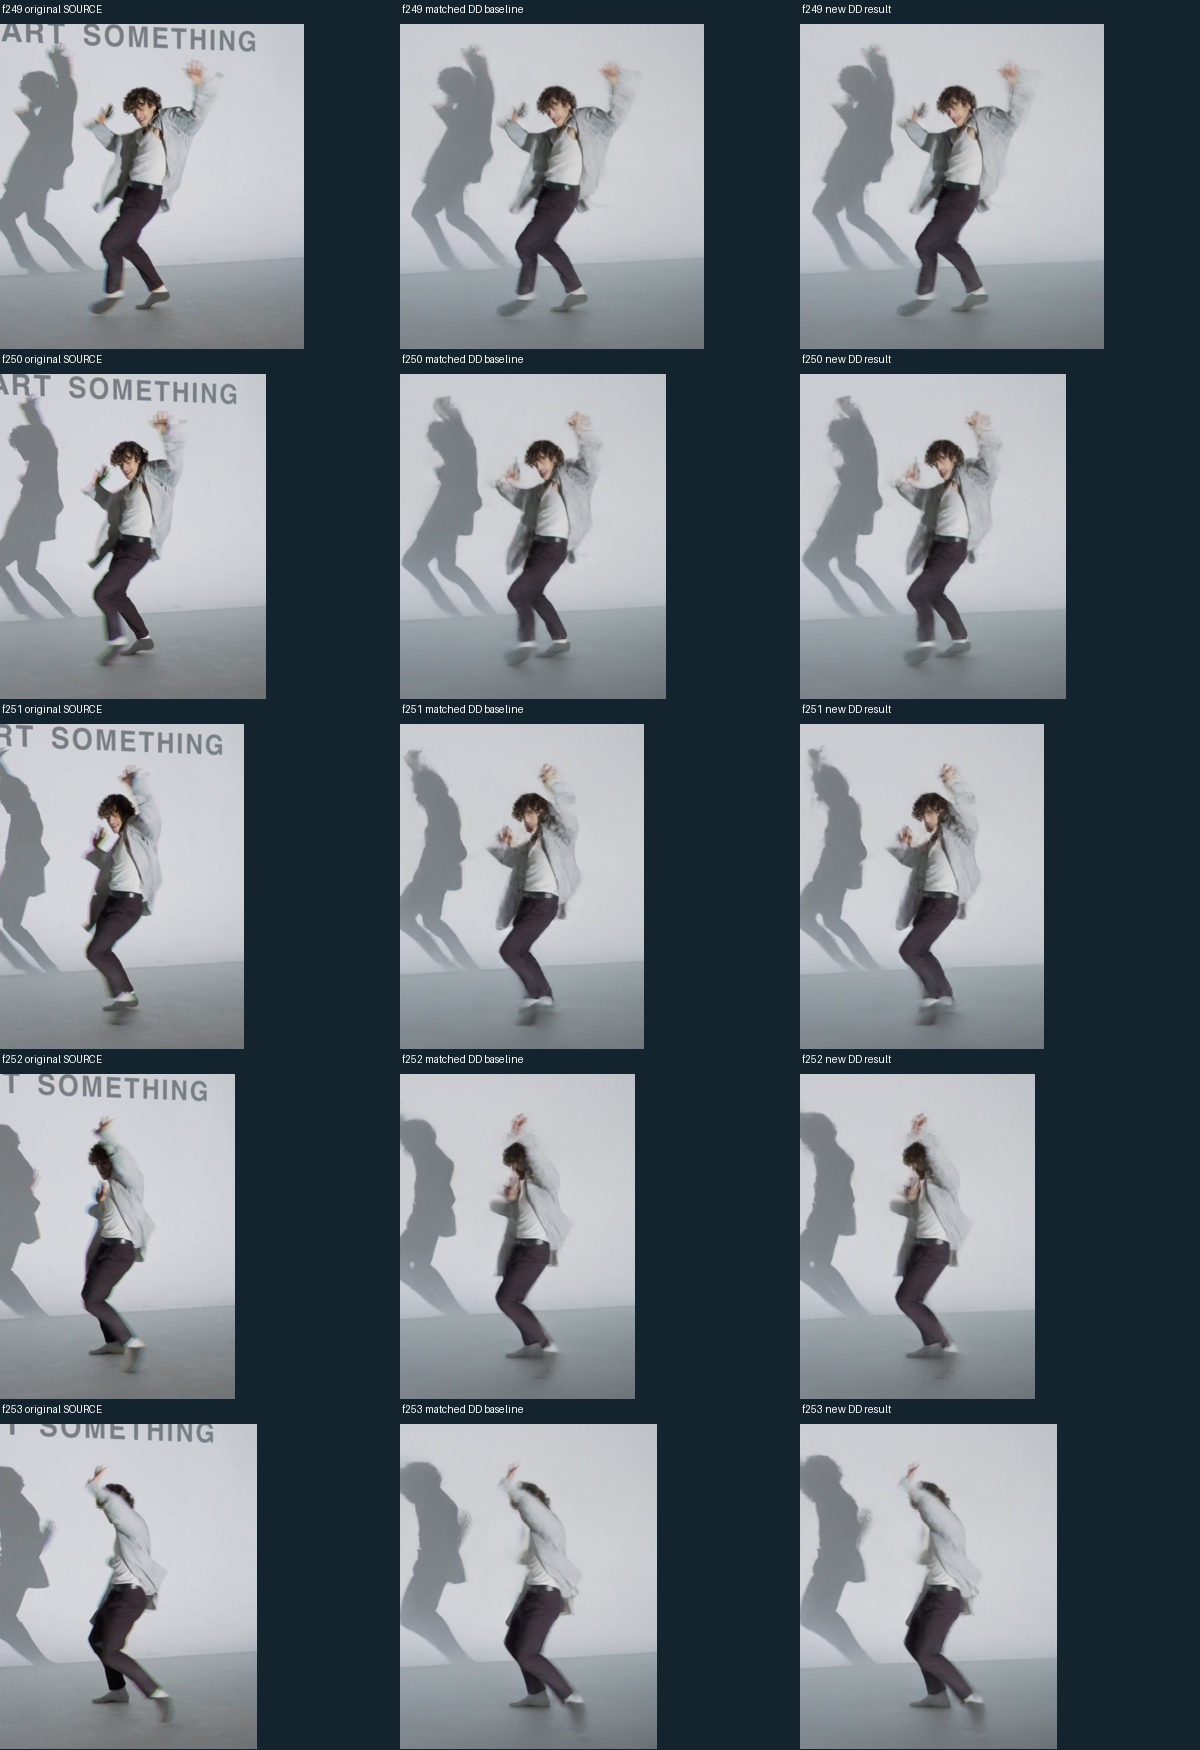 f249 original SOURCE f249 matched DD baseline f249 new DD result
ART SOMETHING
f250 original SOURCE f250 matched DD baseline f250 new DD result
ART SOMETHING
f251 original SOURCE f251 matched DD baseline f251 new DD result
RT SOMETHING
f252 original SOURCE f252 matched DD baseline f252 new DD result
T SOMETHING
f253 original SOURCE f253 matched DD baseline f253 new DD result
T SOMETHING